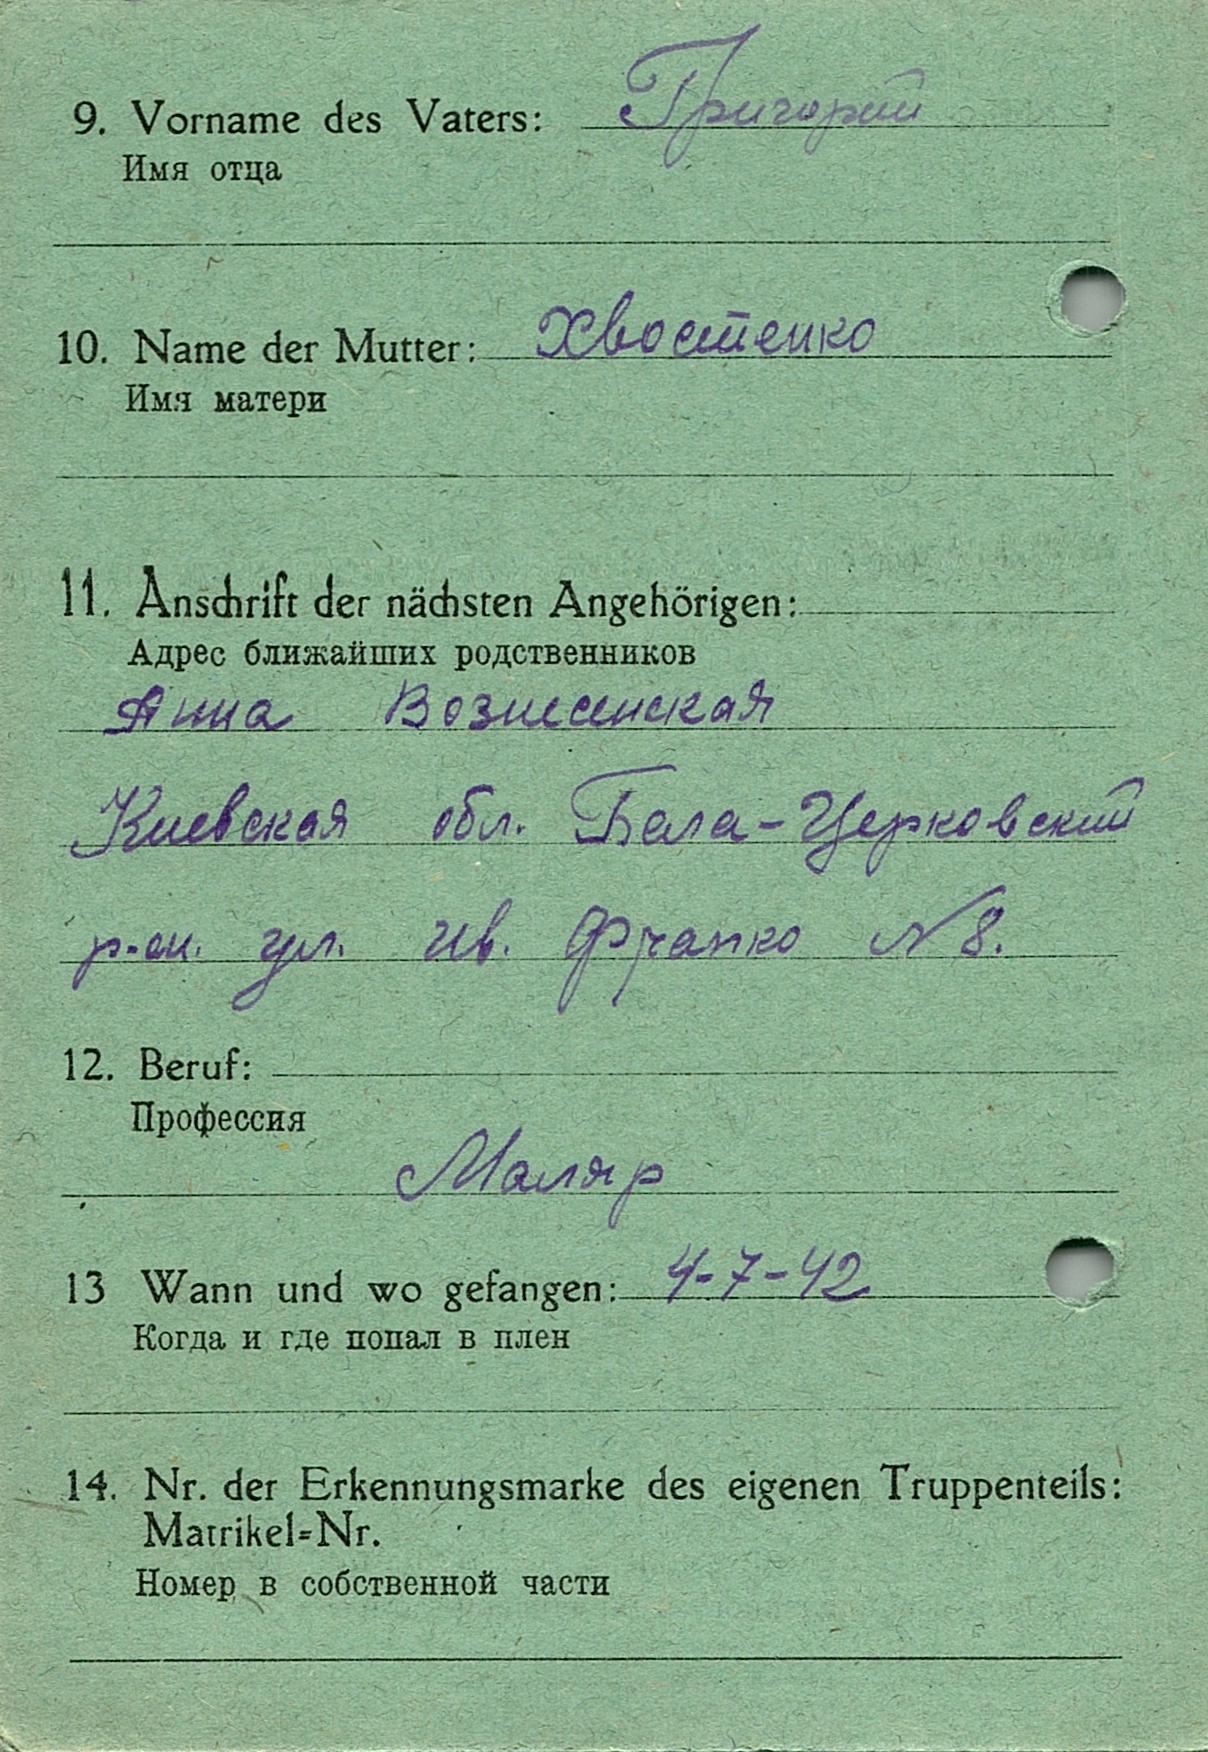 9. Vorname des Vaters: Григорий
Имя отца
10. Name der Mutter: Хвостенко
Имя матери
11. Anschrift der nächsten Angehörigen:
Адрес ближайших родственников
Анна Вознесенская
Киевская обл. Бела-Церковский
р-он. ул. Ив. Франко № 8.
12. Beruf:
Профессия
Маляр
13 Wann und wo gefangen: 4-7-42
Когда и где попал в плен
14. Nr. der Erkennungsmarke des eigenen Truppenteils:
Matrikel=Nr.
Номер в собственной части